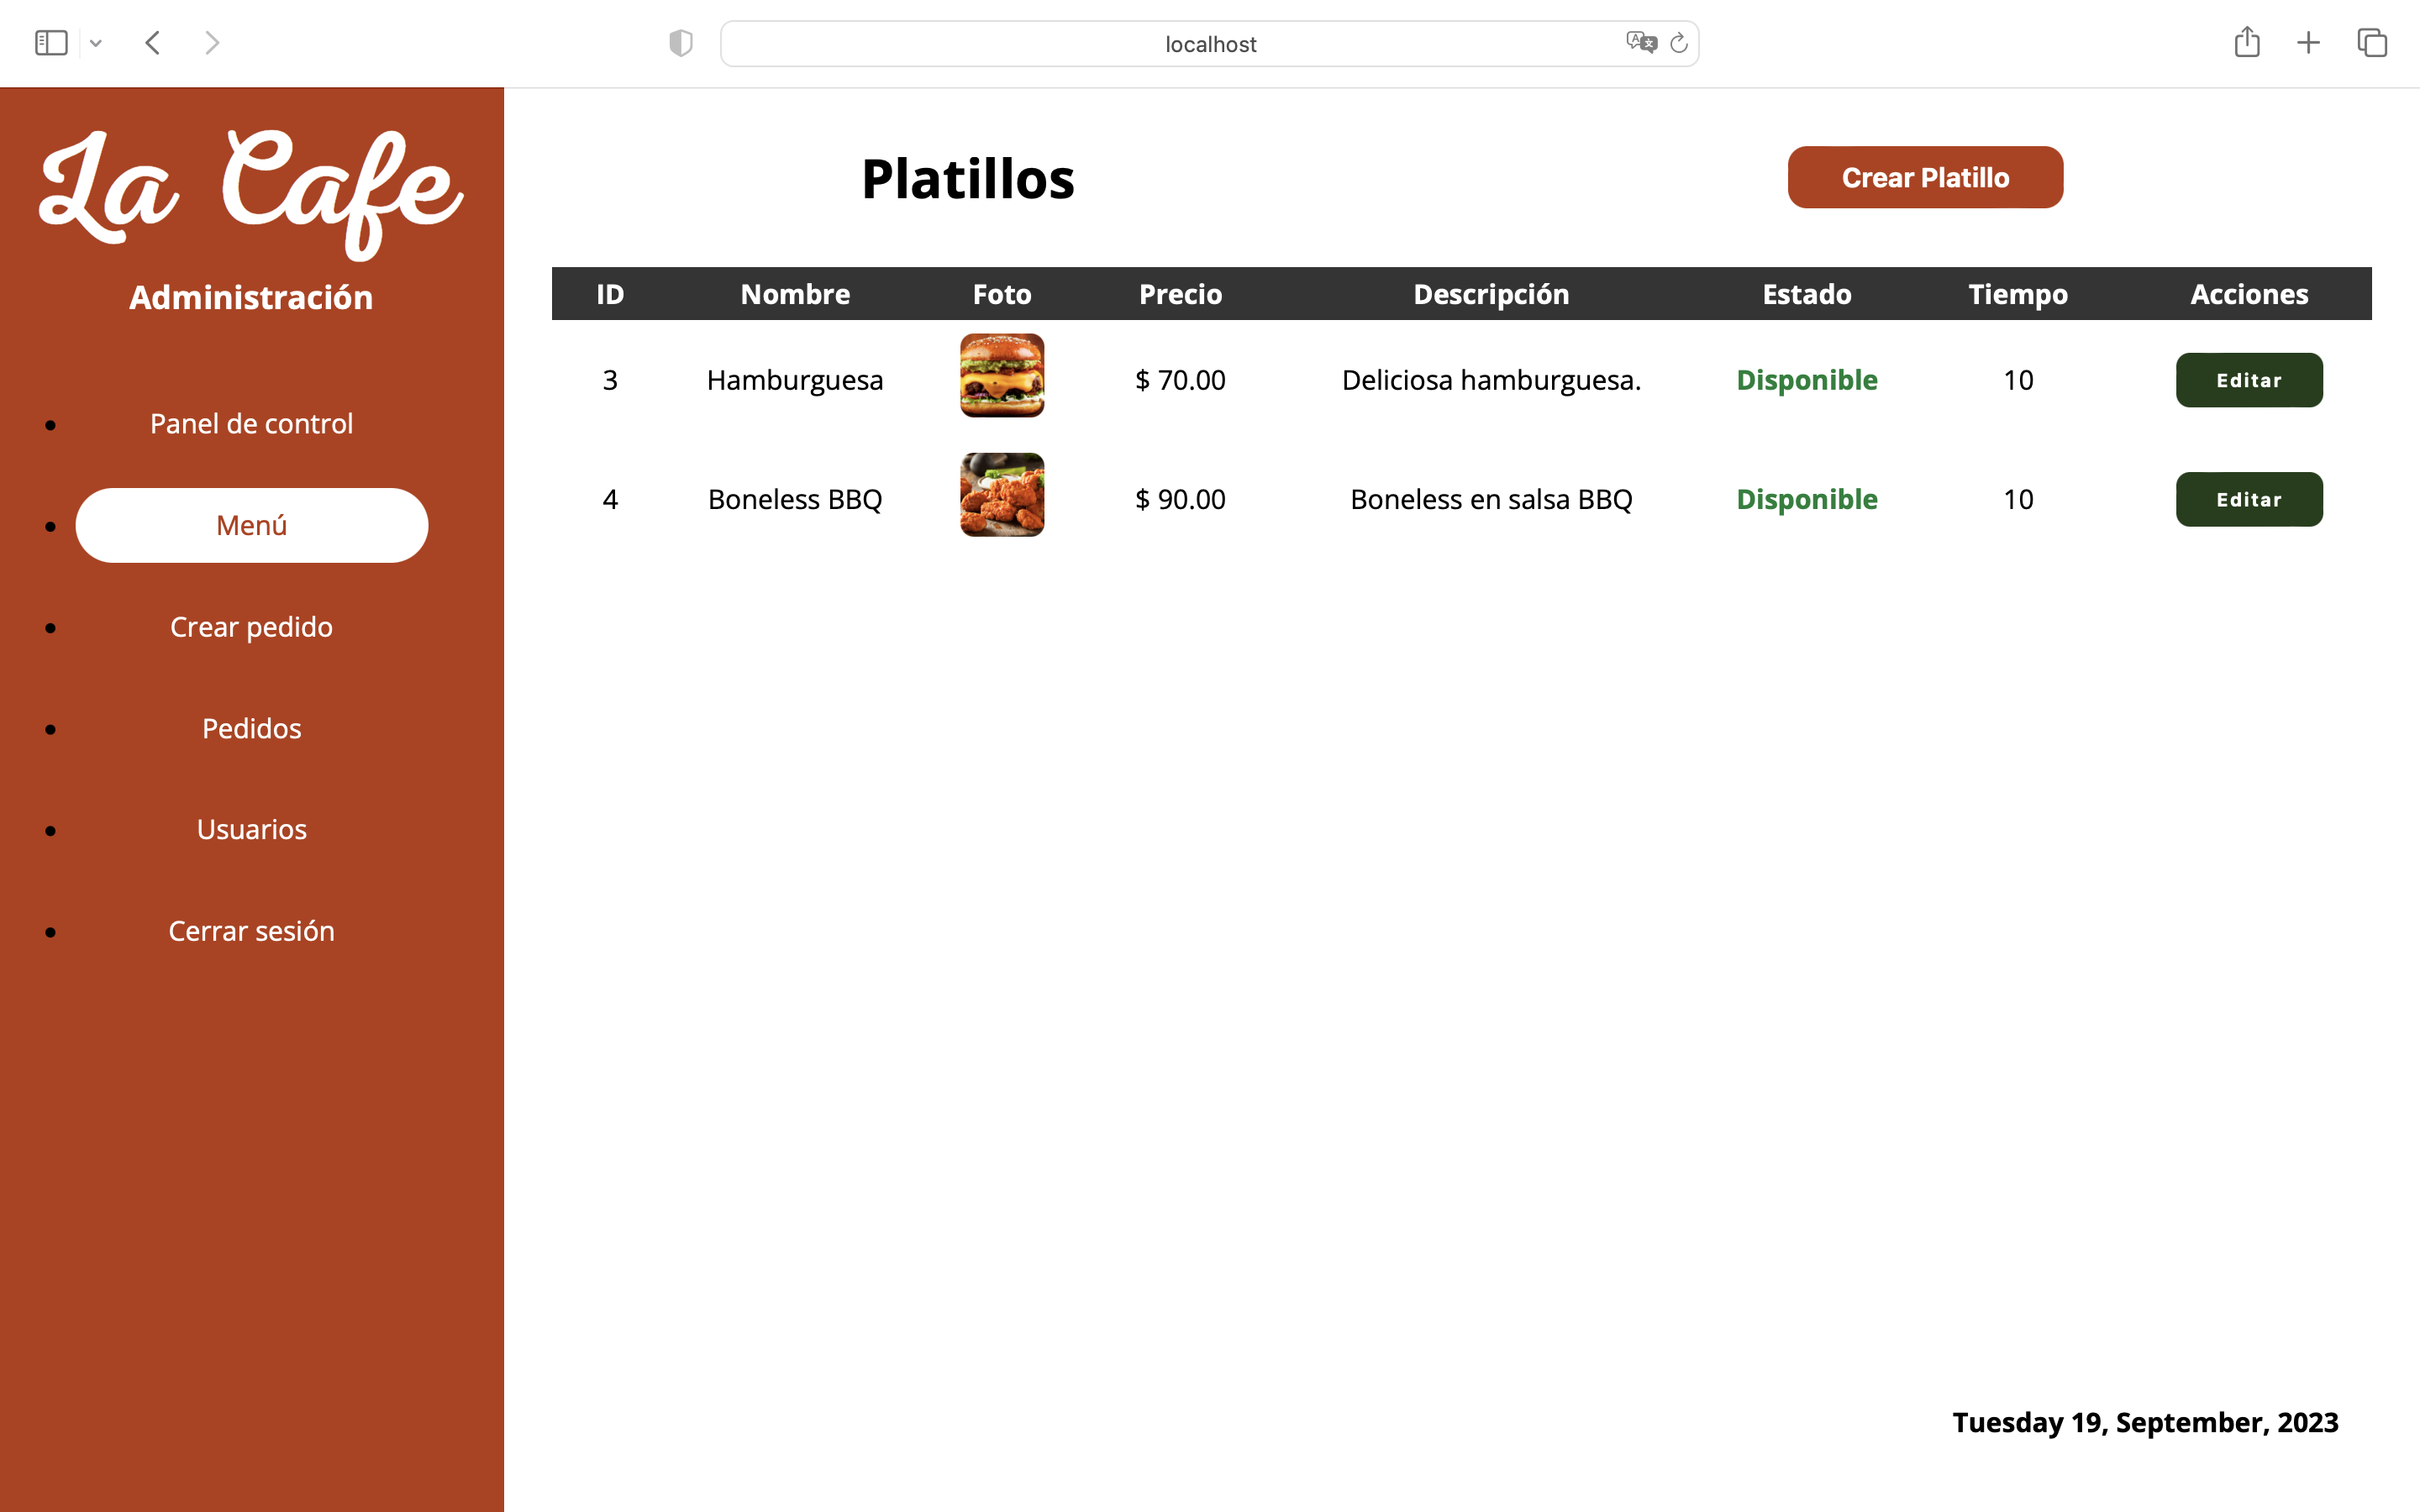 localhost
La Cafe
Administración
Panel de control
Menú
Crear pedido
Pedidos
Usuarios
Cerrar sesión
Platillos
Crear Platillo
ID Nombre Foto Precio Descripción Estado Tiempo Acciones
3 Hamburguesa $ 70.00 Deliciosa hamburguesa. Disponible 10 Editar
4 Boneless BBQ $ 90.00 Boneless en salsa BBQ Disponible 10 Editar
Tuesday 19, September, 2023